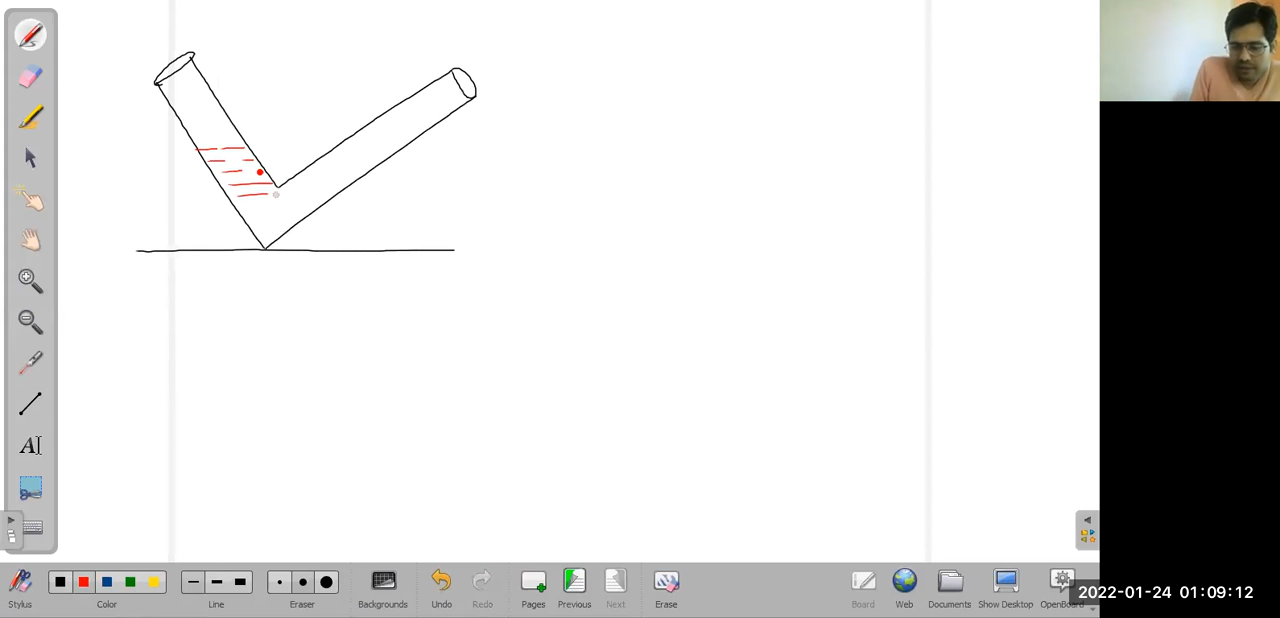 A
Stylus
Color
Line
Eraser
Backgrounds
Undo
Redo
Pages
Previous
Next
Erase
Board
Web
Documents
Show Desktop
OpenBoard
2022-01-24 01:09:12